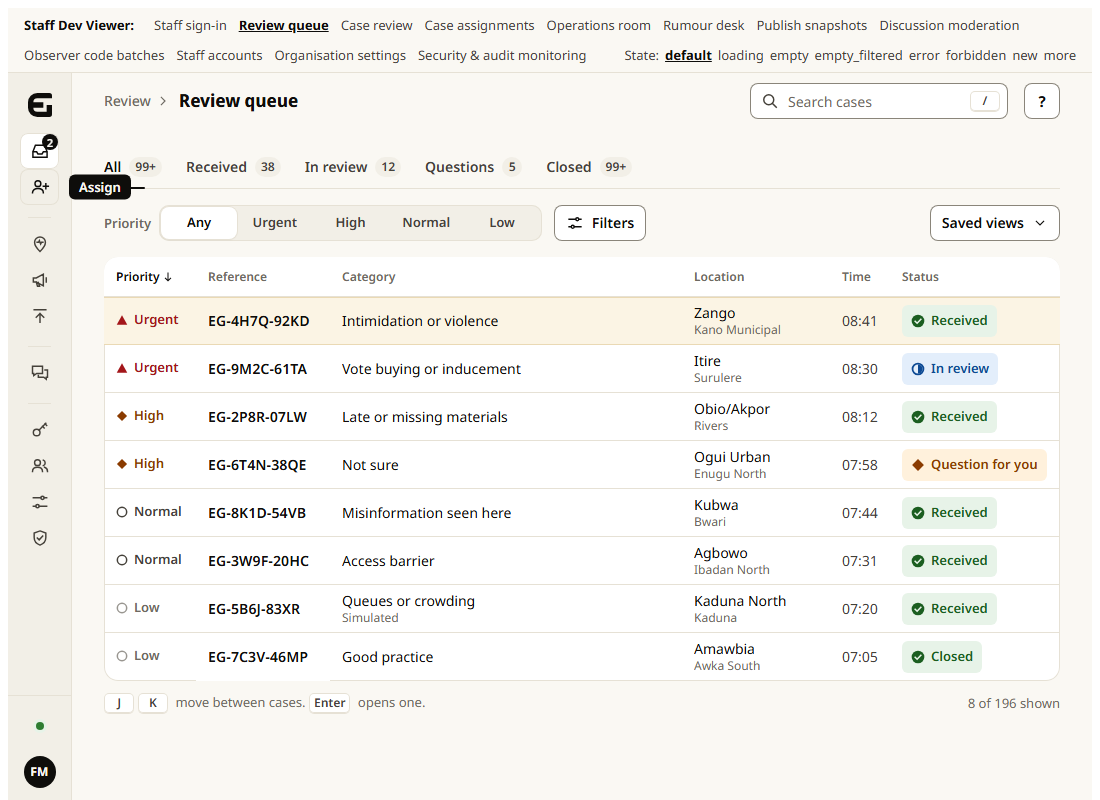 Staff Dev Viewer: Staff sign-in Review queue Case review Case assignments Operations room Rumour desk Publish snapshots Discussion moderation
Observer code batches Staff accounts Organisation settings Security & audit monitoring State: default loading empty empty_filtered error forbidden new more
Review > Review queue
Search cases /
?
2
All 99+ Received 38 In review 12 Questions 5 Closed 99+
Assign
Priority Any Urgent High Normal Low Filters Saved views
Priority ↓ Reference Category Location Time Status
Urgent EG-4H7Q-92KD Intimidation or violence Zango 08:41 Received
Kano Municipal
Urgent EG-9M2C-61TA Vote buying or inducement Itire 08:30 In review
Surulere
High EG-2P8R-07LW Late or missing materials Obio/Akpor 08:12 Received
Rivers
High EG-6T4N-38QE Not sure Ogui Urban 07:58 Question for you
Enugu North
Normal EG-8K1D-54VB Misinformation seen here Kubwa 07:44 Received
Bwari
Normal EG-3W9F-20HC Access barrier Agbowo 07:31 Received
Ibadan North
Low EG-5B6J-83XR Queues or crowding Kaduna North 07:20 Received
Simulated Kaduna
Low EG-7C3V-46MP Good practice Amawbia 07:05 Closed
Awka South
J K move between cases. Enter opens one. 8 of 196 shown
FM